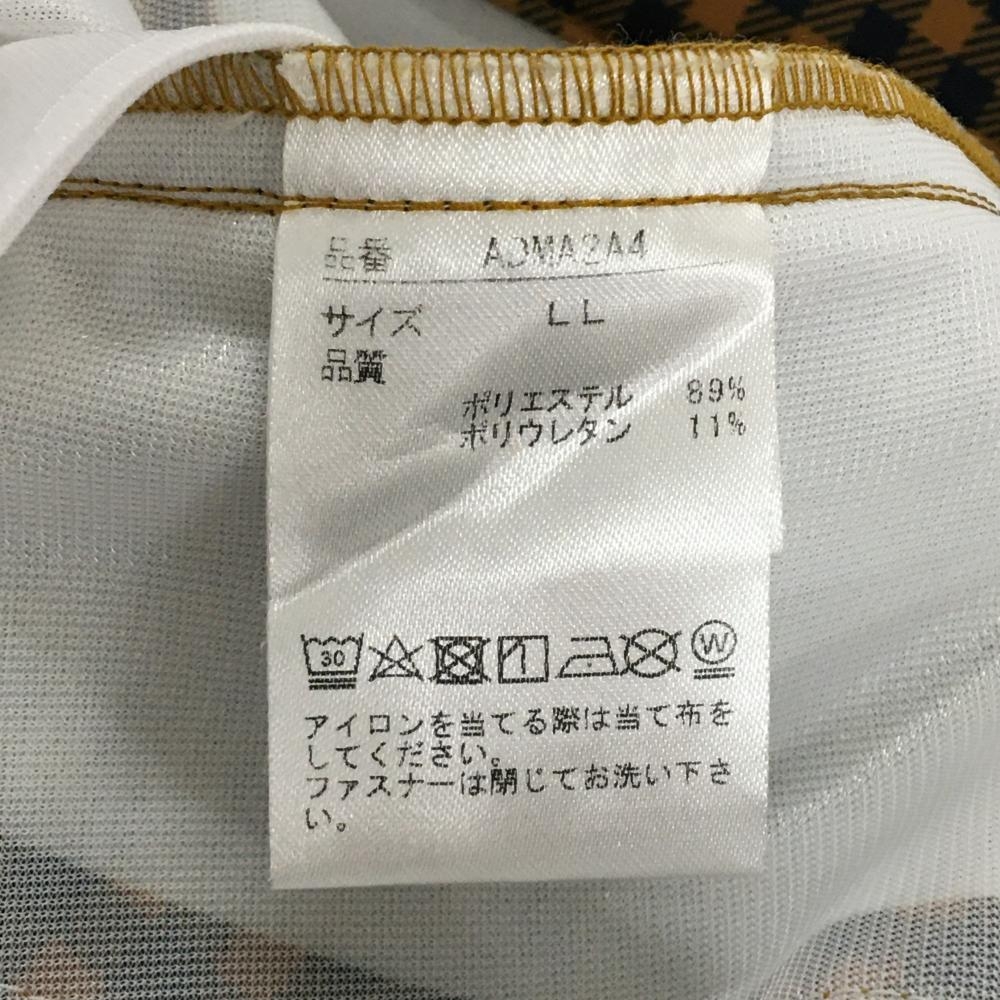 品番 ADMA2A4
サイズ LL
品質
ポリエステル 89%
ポリウレタン 11%
30 W
アイロンを当てる際は当て布を
してください。
ファスナーは閉じてお洗い下さ
い。